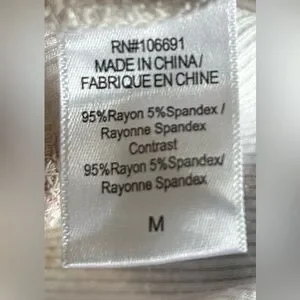 RN#106691
MADE IN CHINA/
FABRIQUE EN CHINE
95%Rayon 5%Spandex /
Rayonne Spandex
Contrast
95%Rayon 5%Spandex/
Rayonne Spandex
M